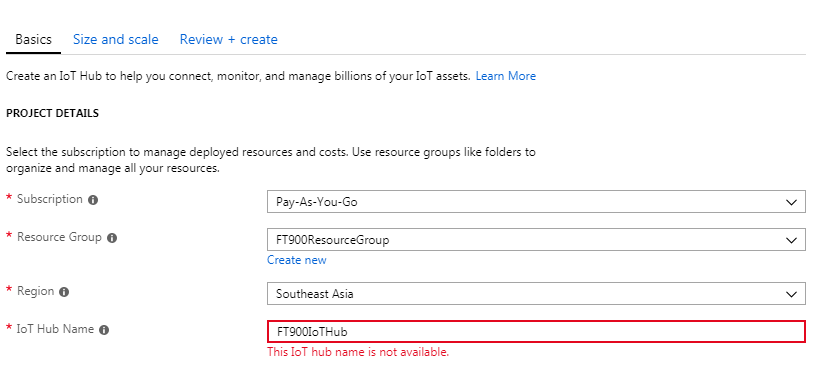 Basics Size and scale Review + create
Create an IoT Hub to help you connect, monitor, and manage billions of your IoT assets. Learn More
PROJECT DETAILS
Select the subscription to manage deployed resources and costs. Use resource groups like folders to
organize and manage all your resources.
* Subscription Pay-As-You-Go
* Resource Group FT900ResourceGroup
Create new
* Region Southeast Asia
* IoT Hub Name FT900IoTHub
This IoT hub name is not available.